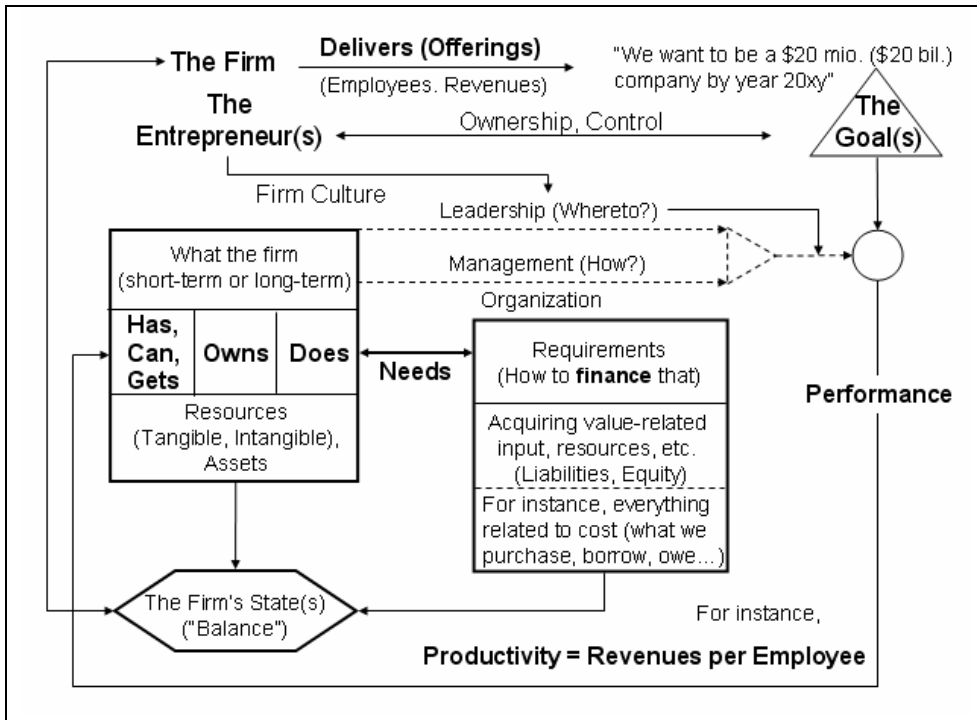 The Firm
Delivers (Offerings)
(Employees. Revenues)
"We want to be a $20 mio. ($20 bil.)
company by year 20xy"
The
Entrepreneur(s)
Ownership, Control
The
Goal(s)
Firm Culture
Leadership (Whereto?)
What the firm
(short-term or long-term)
Management (How?)
Organization
Has,
Can,
Gets
Owns
Does
Needs
Requirements
(How to finance that)
Performance
Resources
(Tangible, Intangible),
Assets
Acquiring value-related
input, resources, etc.
(Liabilities, Equity)
For instance, everything
related to cost (what we
purchase, borrow, owe...)
The Firm's State(s)
("Balance")
For instance,
Productivity = Revenues per Employee